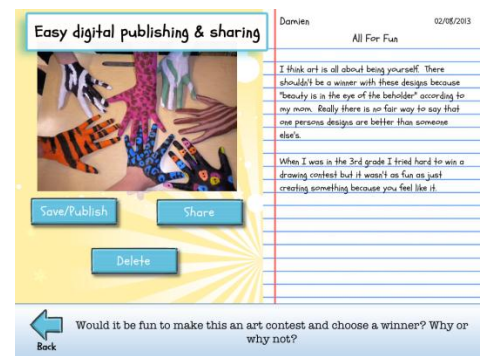 Easy digital publishing & sharing
Save/Publish
Share
Delete
Damien 02/08/2013
All For Fun
I think art is all about being yourself. There
shouldn't be a winner with these designs because
"beauty is in the eye of the beholder" according to
my mom. Really there is no fair way to say that
one persons designs are better than someone
else's.
When I was in the 3rd grade I tried hard to win a
drawing contest but it wasn't as fun as just
creating something because you feel like it.
Back
Would it be fun to make this an art contest and choose a winner? Why or
why not?